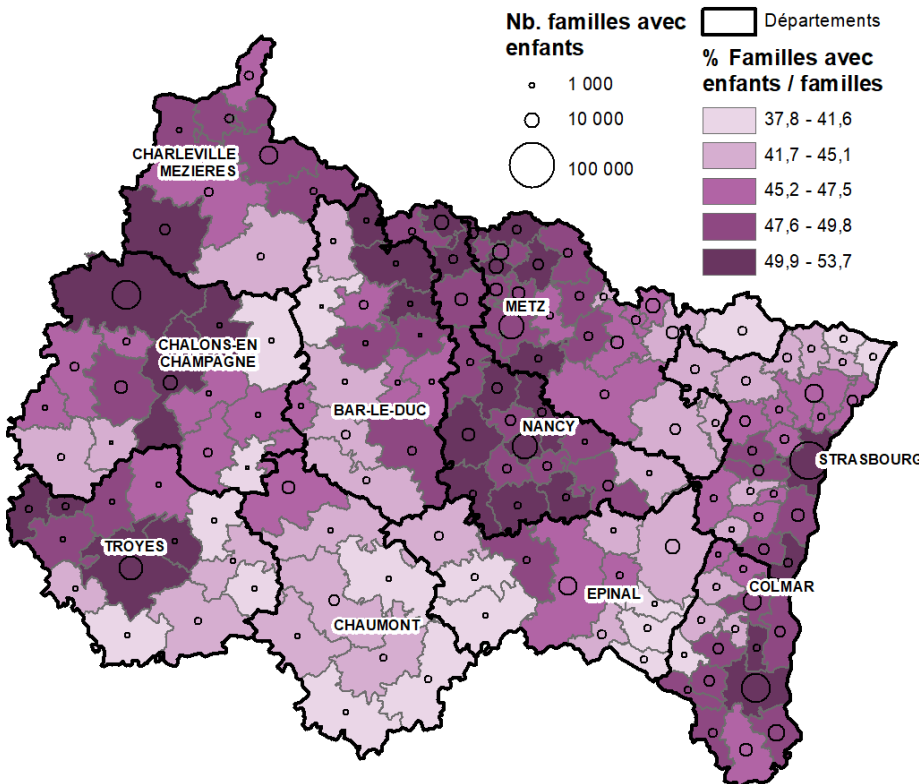 Nb. familles avec
enfants
1 000
10 000
100 000
Départements
% Familles avec
enfants / familles
37,8 - 41,6
41,7 - 45,1
45,2 - 47,5
47,6 - 49,8
49,9 - 53,7
CHARLEVILLE
MEZIERES
METZ
CHALONS-EN
CHAMPAGNE
BAR-LE-DUC
NANCY
STRASBOURG
TROYES
EPINAL
COLMAR
CHAUMONT